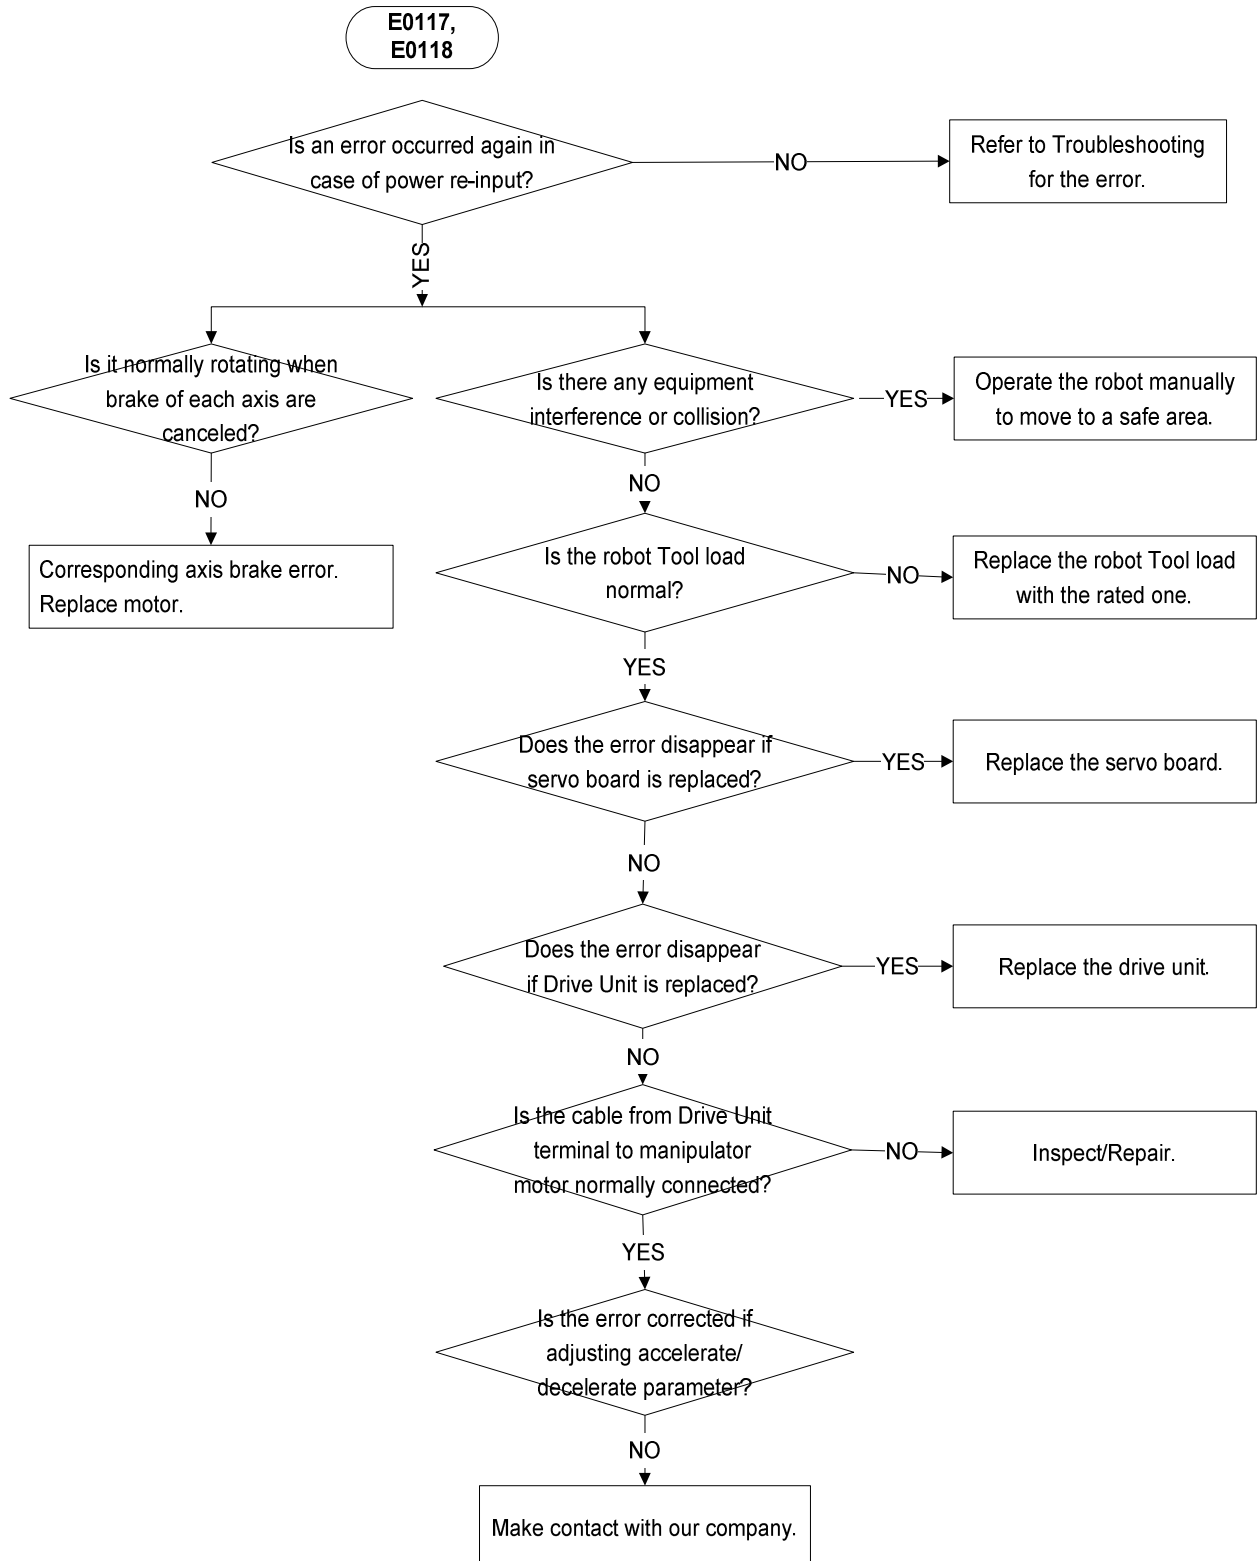 E0117,
E0118
Is an error occurred again in
case of power re-input?
NO
Refer to Troubleshooting
for the error.
YES
Is it normally rotating when
brake of each axis are
canceled?
NO
Corresponding axis brake error.
Replace motor.
Is there any equipment
interference or collision?
YES
Operate the robot manually
to move to a safe area.
NO
Is the robot Tool load
normal?
NO
Replace the robot Tool load
with the rated one.
YES
Does the error disappear if
servo board is replaced?
YES
Replace the servo board.
NO
Does the error disappear
if Drive Unit is replaced?
YES
Replace the drive unit.
NO
Is the cable from Drive Unit
terminal to manipulator
motor normally connected?
NO
Inspect/Repair.
YES
Is the error corrected if
adjusting accelerate/
decelerate parameter?
NO
Make contact with our company.